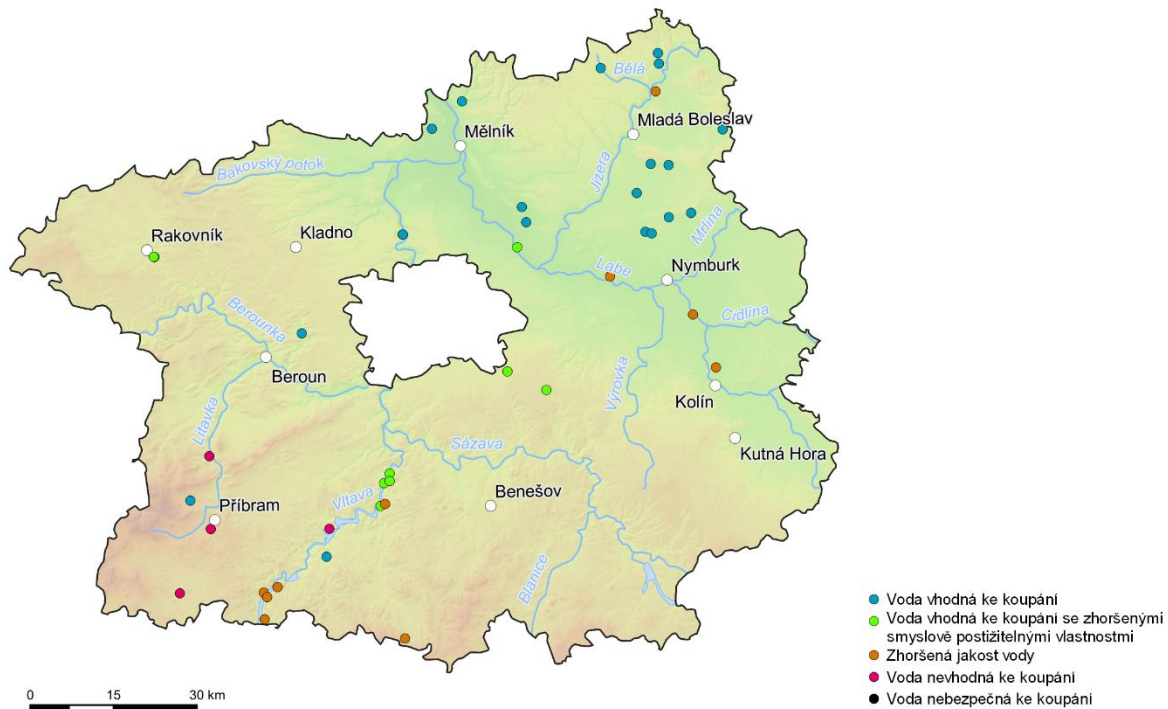 Bělá
Mladá Boleslav
Mělník
Bakovský potok
Jizera
Mrlina
Rakovník
Kladno
Labe
Nymburk
Cidlina
Berounka
Beroun
Výrovka
Kolín
Litavka
Sázava
Kutná Hora
Vltava
Benešov
Příbram
Blanice
Voda vhodná ke koupání
Voda vhodná ke koupání se zhoršenými
smyslově postižitelnými vlastnostmi
Zhoršená jakost vody
Voda nevhodná ke koupání
Voda nebezpečná ke koupání
0 15 30 km